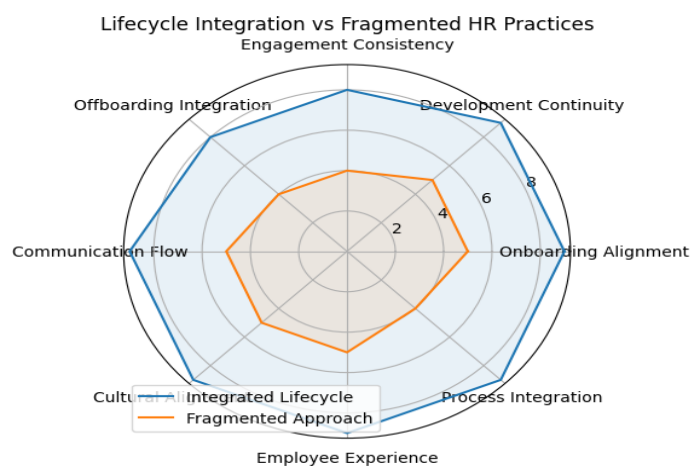 Lifecycle Integration vs Fragmented HR Practices
Engagement Consistency
Offboarding Integration
Development Continuity
8
6
4
2
Communication Flow
Onboarding Alignment
Cultural
Process Integration
Integrated Lifecycle
Fragmented Approach
Employee Experience